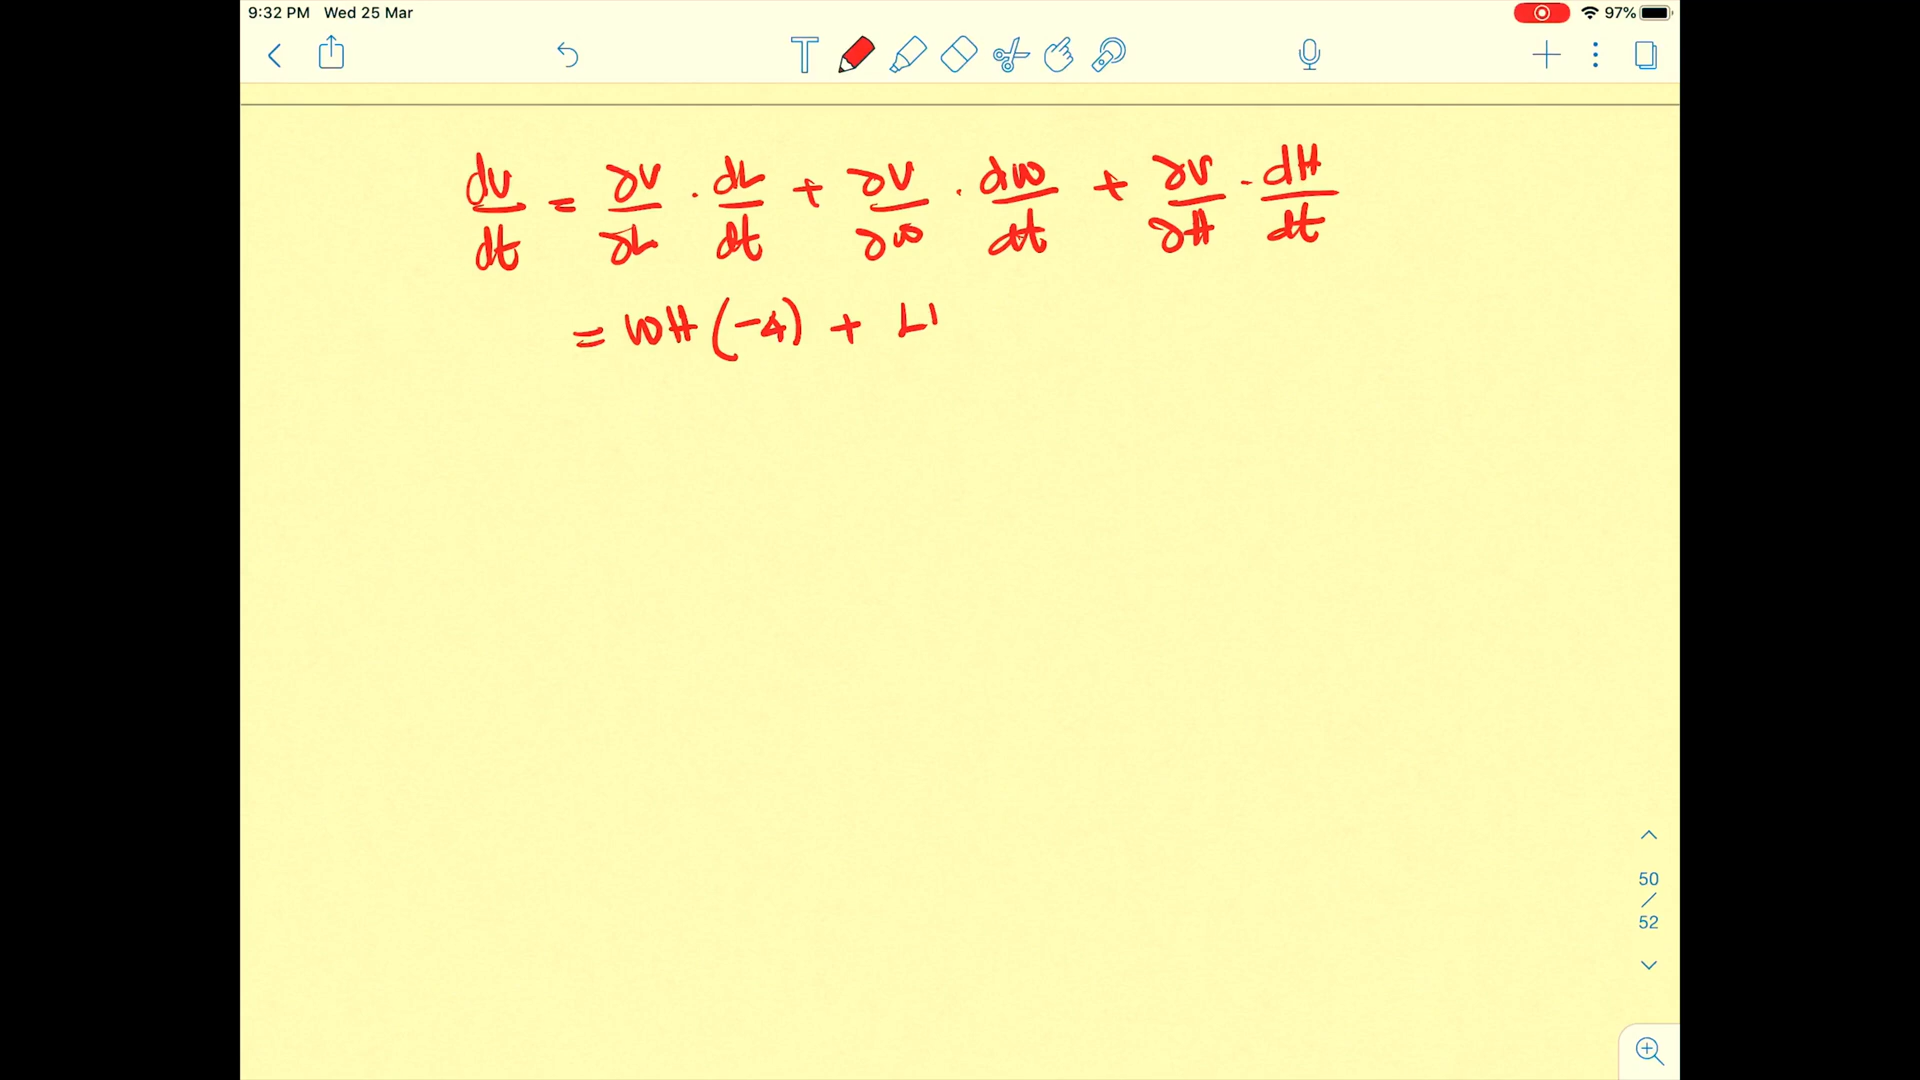 9:32 PM Wed 25 Mar 97%
T
dV/dt = ∂V/∂L · dL/dt + ∂V/∂W · dW/dt + ∂V/∂H · dH/dt
= WH (-4) + L
50
/
52